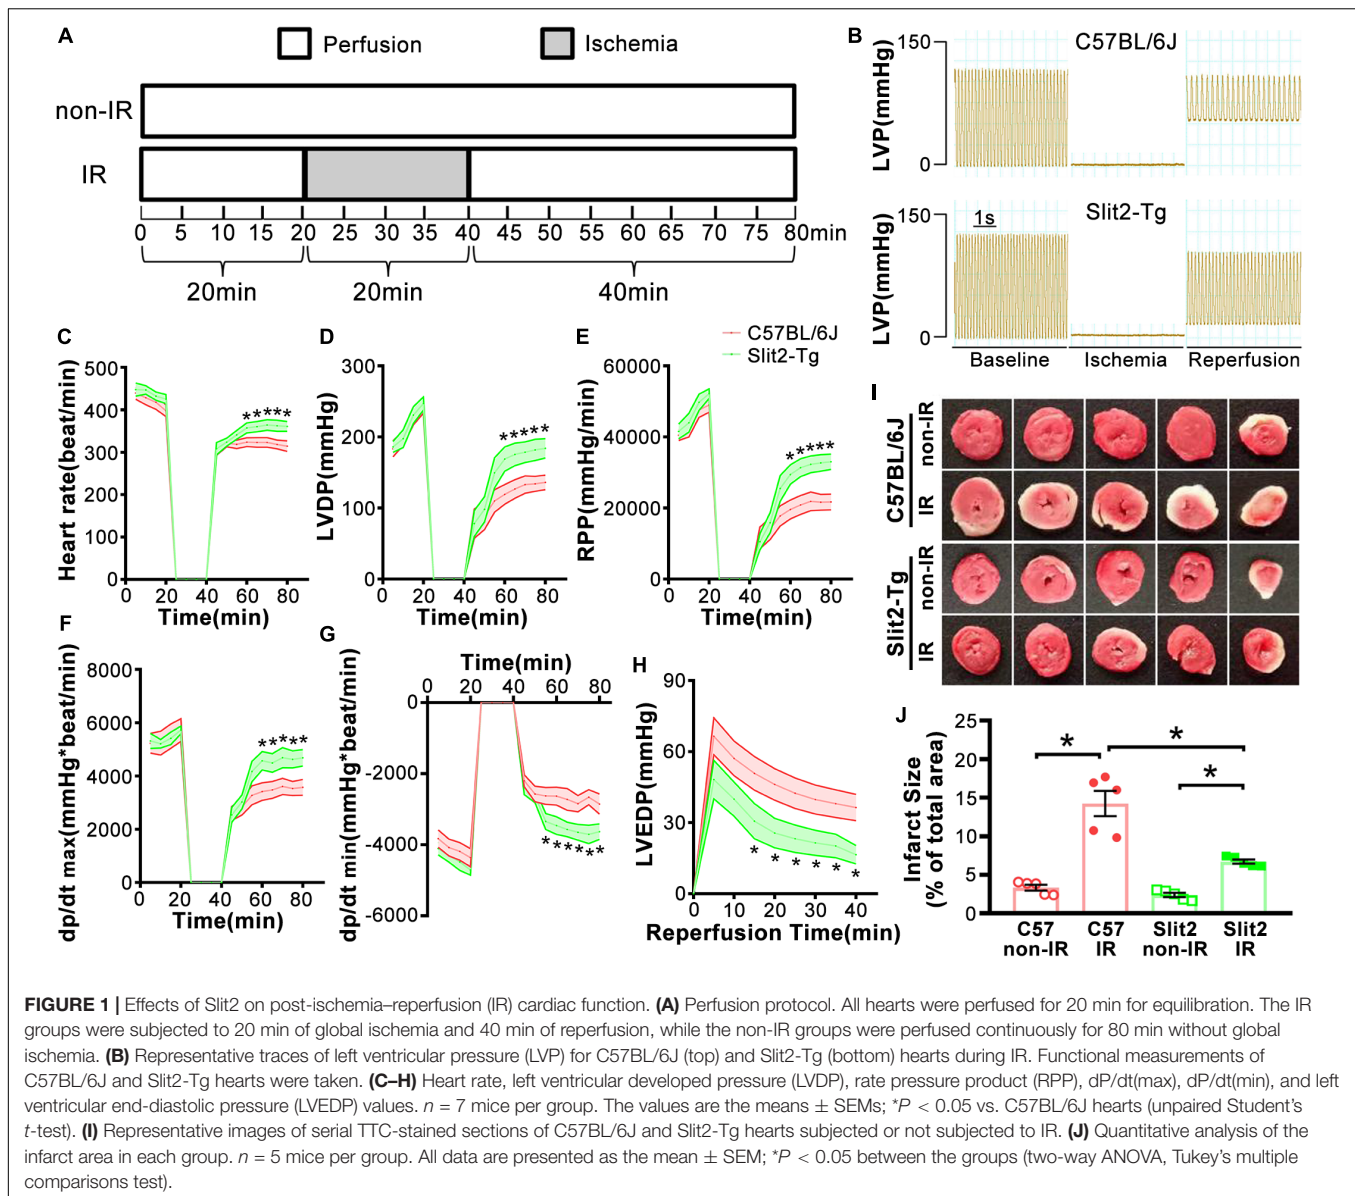 A
Perfusion
Ischemia
non-IR
IR
0 5 10 15 20 25 30 35 40 45 50 55 60 65 70 75 80min
20min 20min 40min
B
C57BL/6J
150
LVP(mmHg)
0
Slit2-Tg
150
1s
LVP(mmHg)
0
Baseline Ischemia Reperfusion
C57BL/6J
Slit2-Tg
C
Heart rate(beat/min)
500
400
300
200
100
0
*****
0 20 40 60 80
Time(min)
D
LVDP(mmHg)
300
200
100
0
*****
0 20 40 60 80
Time(min)
E
RPP(mmHg/min)
60000
40000
20000
0
*****
0 20 40 60 80
Time(min)
F
dp/dt max(mmHg*beat/min)
8000
6000
4000
2000
0
*****
0 20 40 60 80
Time(min)
G
Time(min)
0 20 40 60 80
dp/dt min(mmHg*beat/min)
0
-2000
-4000
-6000
******
H
LVEDP(mmHg)
90
60
30
0
* * * * * *
0 10 20 30 40
Reperfusion Time(min)
I
C57BL/6J
non-IR
IR
Slit2-Tg
non-IR
IR
J
Infarct Size
(% of total area)
25
20
15
10
5
0
* * *
C57 C57 Slit2 Slit2
non-IR IR non-IR IR
FIGURE 1 | Effects of Slit2 on post-ischemia–reperfusion (IR) cardiac function. (A) Perfusion protocol. All hearts were perfused for 20 min for equilibration. The IR
groups were subjected to 20 min of global ischemia and 40 min of reperfusion, while the non-IR groups were perfused continuously for 80 min without global
ischemia. (B) Representative traces of left ventricular pressure (LVP) for C57BL/6J (top) and Slit2-Tg (bottom) hearts during IR. Functional measurements of
C57BL/6J and Slit2-Tg hearts were taken. (C–H) Heart rate, left ventricular developed pressure (LVDP), rate pressure product (RPP), dP/dt(max), dP/dt(min), and left
ventricular end-diastolic pressure (LVEDP) values. n = 7 mice per group. The values are the means ± SEMs; *P < 0.05 vs. C57BL/6J hearts (unpaired Student's
t-test). (I) Representative images of serial TTC-stained sections of C57BL/6J and Slit2-Tg hearts subjected or not subjected to IR. (J) Quantitative analysis of the
infarct area in each group. n = 5 mice per group. All data are presented as the mean ± SEM; *P < 0.05 between the groups (two-way ANOVA, Tukey's multiple
comparisons test).